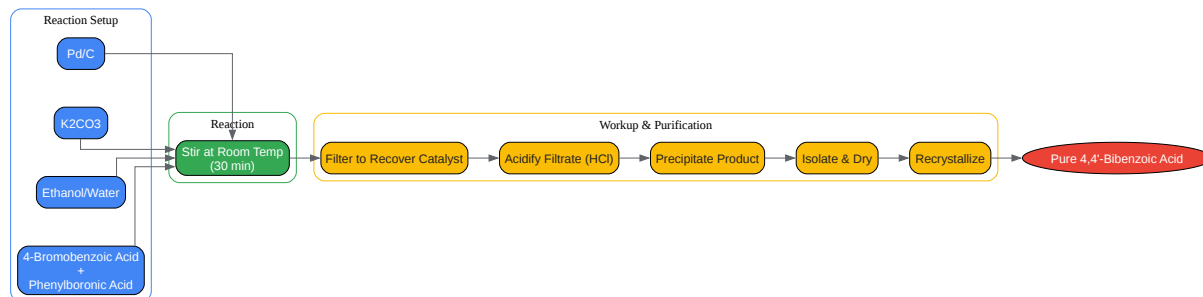 Reaction Setup
Pd/C
K2CO3
Ethanol/Water
4-Bromobenzoic Acid
+
Phenylboronic Acid
Reaction
Stir at Room Temp
(30 min)
Workup & Purification
Filter to Recover Catalyst
Acidify Filtrate (HCl)
Precipitate Product
Isolate & Dry
Recrystallize
Pure 4,4'-Bibenzoic Acid